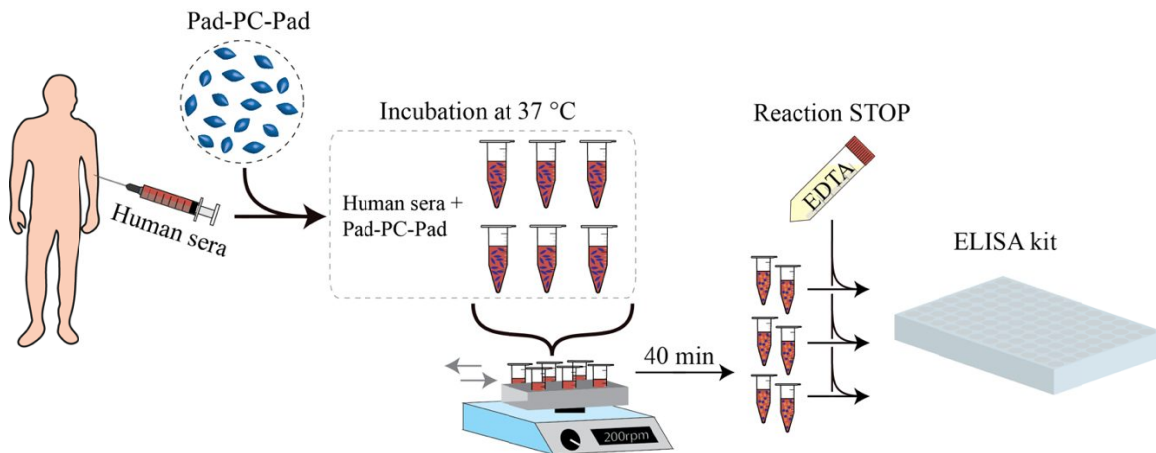 Pad-PC-Pad
Human sera
Incubation at 37 °C
Human sera +
Pad-PC-Pad
200rpm
40 min
Reaction STOP
EDTA
ELISA kit